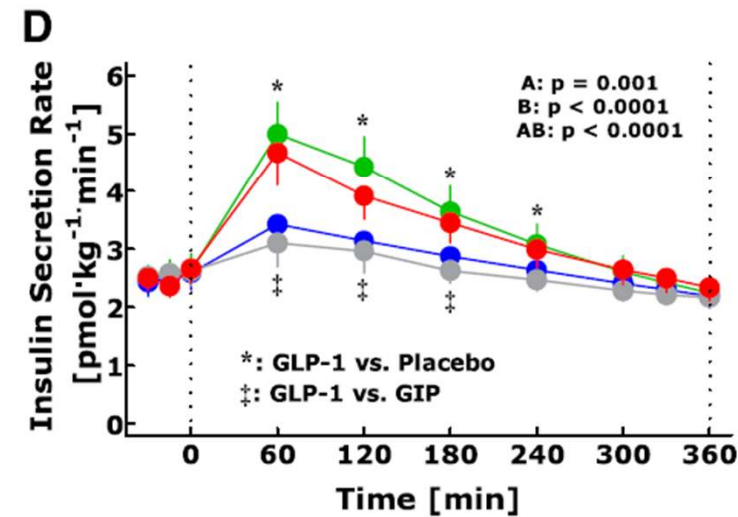 D
Insulin Secretion Rate
[pmol·kg⁻¹·min⁻¹]
6
5
4
3
2
1
0
A: p = 0.001
B: p < 0.0001
AB: p < 0.0001
*
*
*
*
‡
‡
‡
*: GLP-1 vs. Placebo
‡: GLP-1 vs. GIP
0 60 120 180 240 300 360
Time [min]